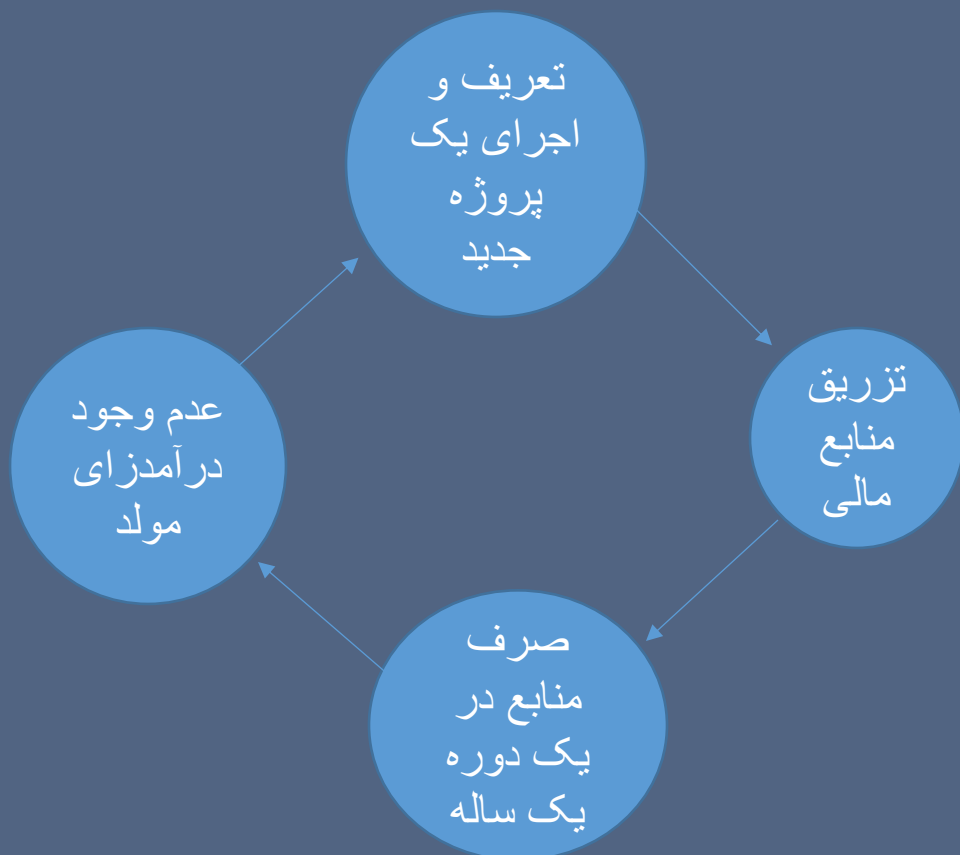 تعریف و
اجرای یک
پروژه
جدید
تزریق
منابع
مالی
صرف
منابع در
یک دوره
یک ساله
عدم وجود
درآمدزای
مولد